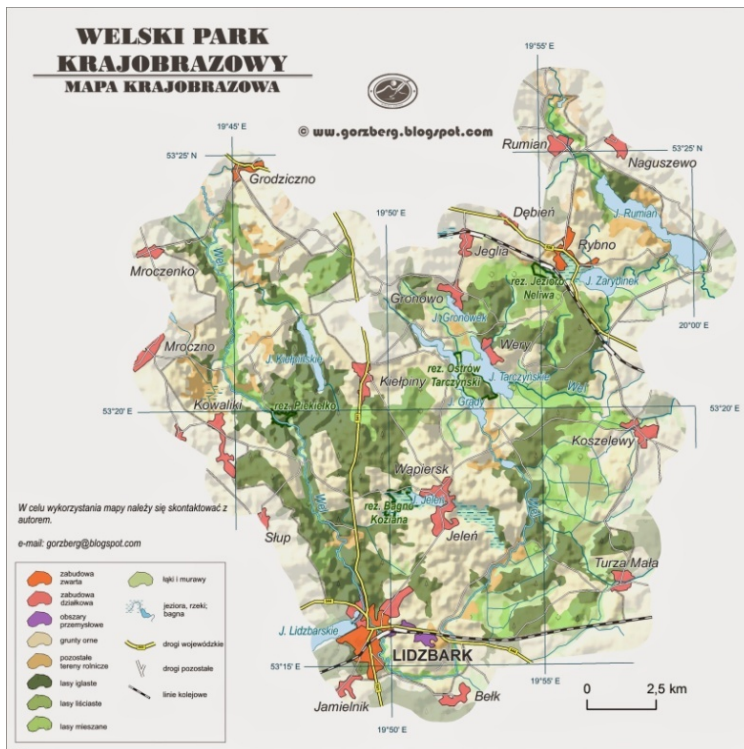 WELSKI PARK
KRAJOBRAZOWY
MAPA KRAJOBRAZOWA
© ww.gorzberg.blogspot.com
19°55' E
19°45' E
53°25' N
Rumian
53°25' N
Naguszewo
Grodziczno
19°50' E
Dębień
J. Rumian
Rybno
Jeglia
Mroczenko
Wel
rez. Jezioro
Neliwa
J. Zarybinek
Gronowo
J. Gronowek
20°00' E
Mroczno
J. Kiełpińskie
Wery
Kiełpiny
rez. Ostrów
Tarczyński
J. Tarczyńskie
Wel
Kowaliki
rez. Piekiełko
53°20' E
J. Grądy
53°20' E
Koszelewy
Wapiersk
W celu wykorzystania mapy należy się skontaktować z
autorem.
Wel
rez. Bagno
Koziana
J. Jeleń
Wel
e-mail: gorzberg@blogspot.com
Słup
Jeleń
Turza Mała
zabudowa
zwarta
zabudowa
działkowa
obszary
przemysłowe
grunty orne
pozostałe
tereny rolnicze
lasy iglaste
lasy liściaste
lasy mieszane
łąki i murawy
jeziora, rzeki;
bagna
drogi wojewódzkie
drogi pozostałe
linie kolejowe
J. Lidzbarskie
LIDZBARK
53°15' E
19°55' E
0 2,5 km
Jamielnik
Bełk
19°50' E